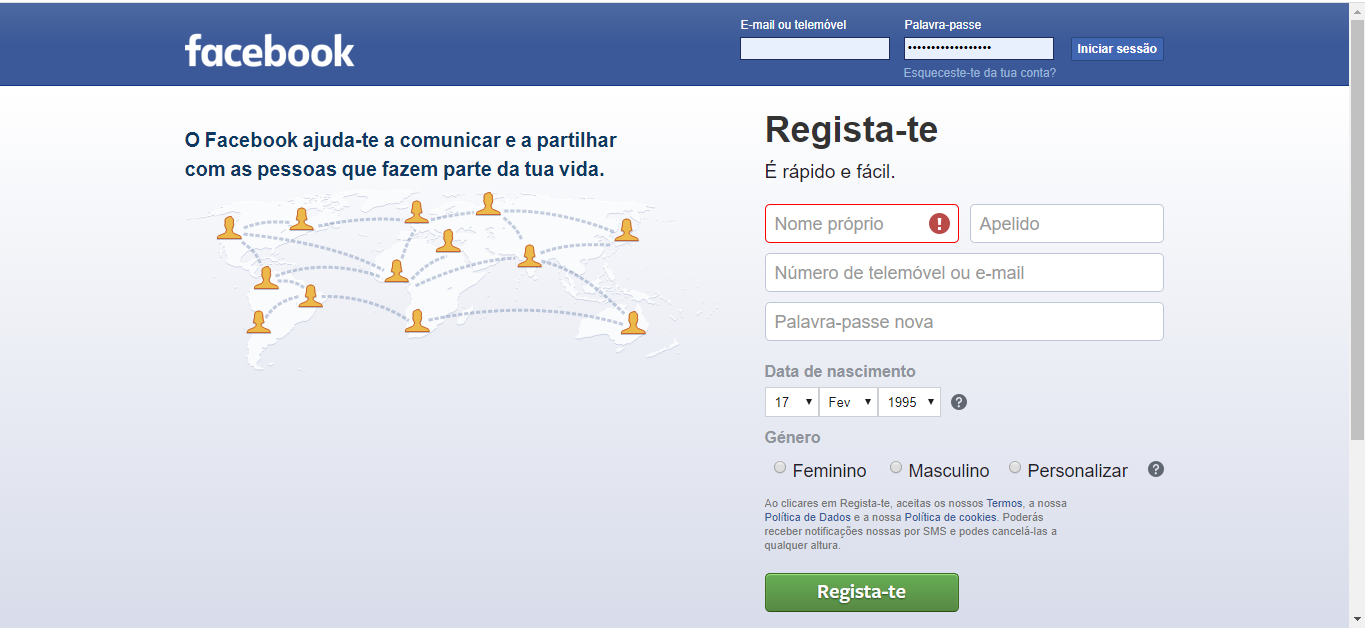 facebook
E-mail ou telemóvel
Palavra-passe
••••••••••••••••• 
Iniciar sessão
Esqueceste-te da tua conta?
O Facebook ajuda-te a comunicar e a partilhar
com as pessoas que fazem parte da tua vida.
Regista-te
É rápido e fácil.
Nome próprio
Apelido
Número de telemóvel ou e-mail
Palavra-passe nova
Data de nascimento
17 Fev 1995
Género
Feminino Masculino Personalizar
Ao clicares em Regista-te, aceitas os nossos Termos, a nossa
Política de Dados e a nossa Política de cookies. Poderás
receber notificações nossas por SMS e podes cancelá-las a
qualquer altura.
Regista-te